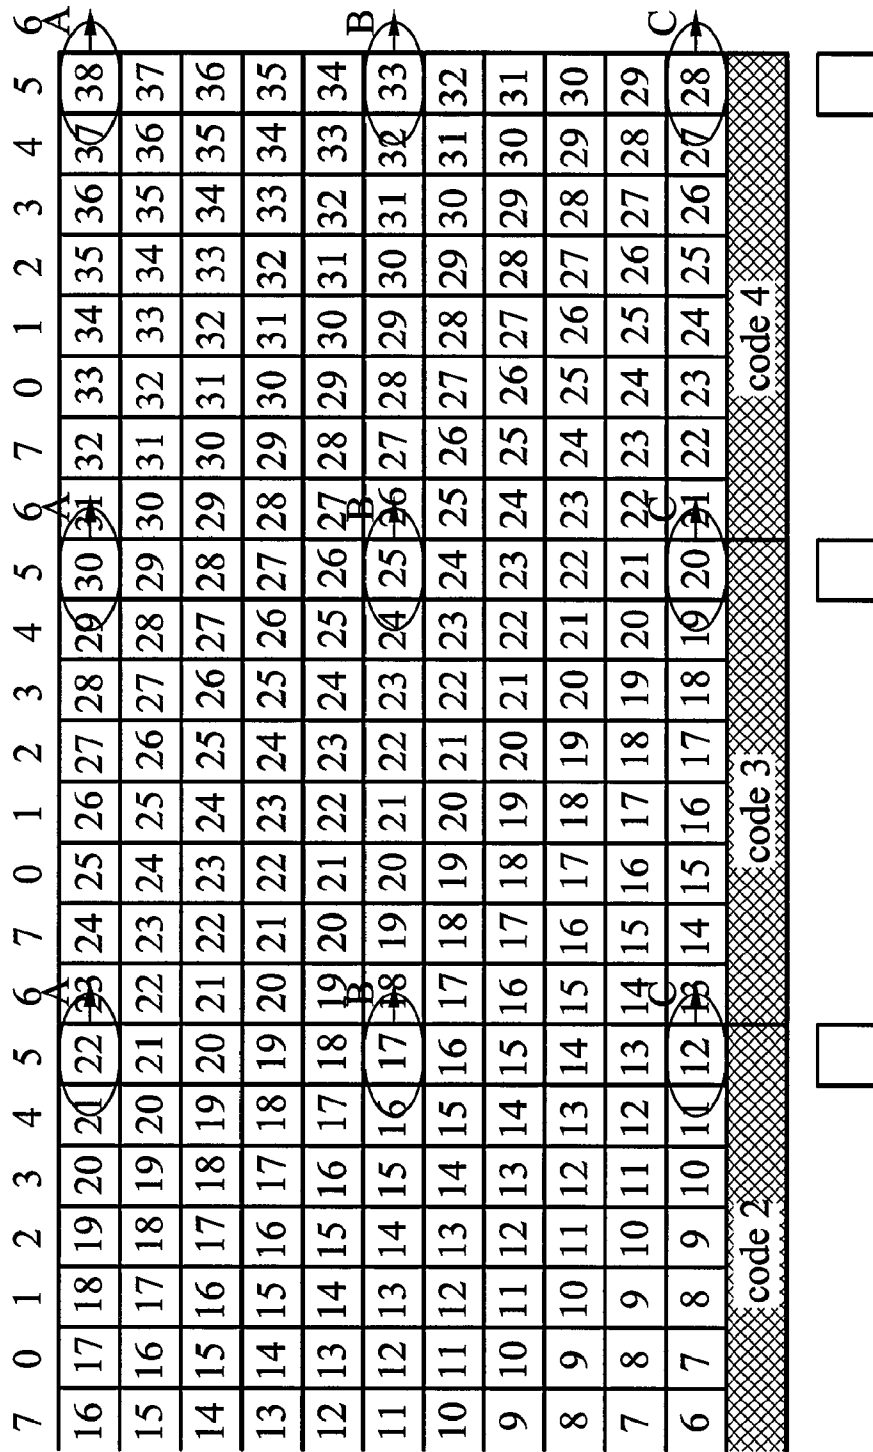 7 0 1 2 3 4 5 6 7 0 1 2 3 4 5 6 7 0 1 2 3 4 5 6
A A A
16 17 18 19 20 21 22 23 24 25 26 27 28 29 30 31 32 33 34 35 36 37 38
15 16 17 18 19 20 21 22 23 24 25 26 27 28 29 30 31 32 33 34 35 36 37
14 15 16 17 18 19 20 21 22 23 24 25 26 27 28 29 30 31 32 33 34 35 36
13 14 15 16 17 18 19 20 21 22 23 24 25 26 27 28 29 30 31 32 33 34 35
12 13 14 15 16 17 18 19 20 21 22 23 24 25 26 27 28 29 30 31 32 33 34
B B B
11 12 13 14 15 16 17 18 19 20 21 22 23 24 25 26 27 28 29 30 31 32 33
10 11 12 13 14 15 16 17 18 19 20 21 22 23 24 25 26 27 28 29 30 31 32
9 10 11 12 13 14 15 16 17 18 19 20 21 22 23 24 25 26 27 28 29 30 31
8 9 10 11 12 13 14 15 16 17 18 19 20 21 22 23 24 25 26 27 28 29 30
7 8 9 10 11 12 13 14 15 16 17 18 19 20 21 22 23 24 25 26 27 28 29
C C C
6 7 8 9 10 11 12 13 14 15 16 17 18 19 20 21 22 23 24 25 26 27 28
code 2 code 3 code 4